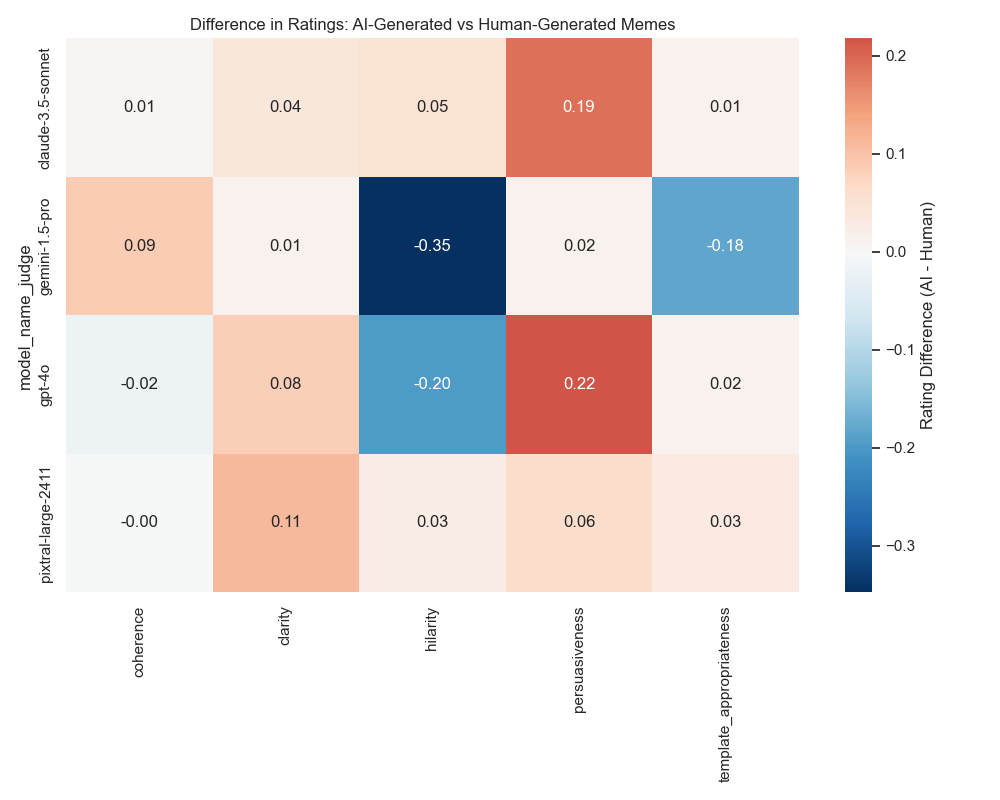 Difference in Ratings: AI-Generated vs Human-Generated Memes
model_name_judge
claude-3.5-sonnet
0.01 0.04 0.05 0.19 0.01
gemini-1.5-pro
0.09 0.01 -0.35 0.02 -0.18
gpt-4o
-0.02 0.08 -0.20 0.22 0.02
pixtral-large-2411
-0.00 0.11 0.03 0.06 0.03
coherence
clarity
hilarity
persuasiveness
template_appropriateness
0.2
0.1
0.0
−0.1
−0.2
−0.3
Rating Difference (AI - Human)